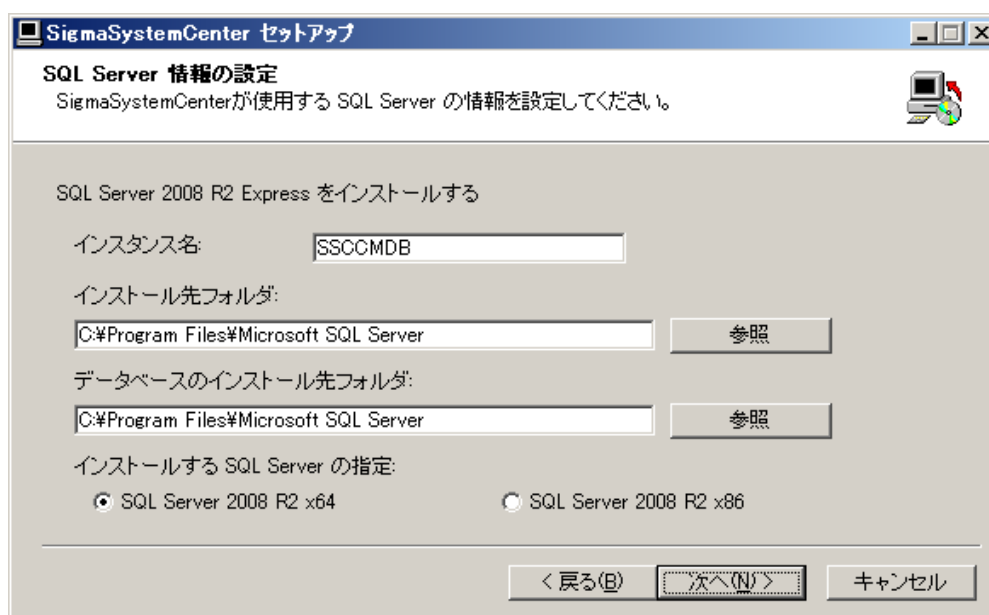 SigmaSystemCenter セットアップ
SQL Server 情報の設定
SigmaSystemCenterが使用する SQL Server の情報を設定してください。
SQL Server 2008 R2 Express をインストールする
インスタンス名: SSCCMDB
インストール先フォルダ:
C:¥Program Files¥Microsoft SQL Server 参照
データベースのインストール先フォルダ:
C:¥Program Files¥Microsoft SQL Server 参照
インストールする SQL Server の指定:
SQL Server 2008 R2 x64 SQL Server 2008 R2 x86
< 戻る(B) 次へ(N) > キャンセル